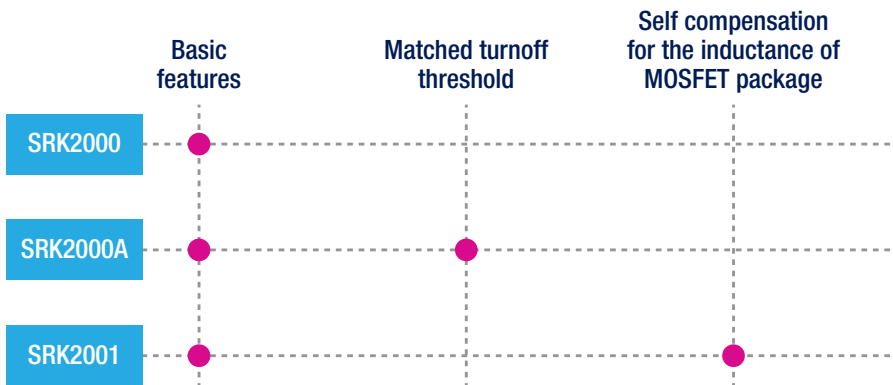 Basic
features
Matched turnoff
threshold
Self compensation
for the inductance of
MOSFET package
SRK2000
SRK2000A
SRK2001